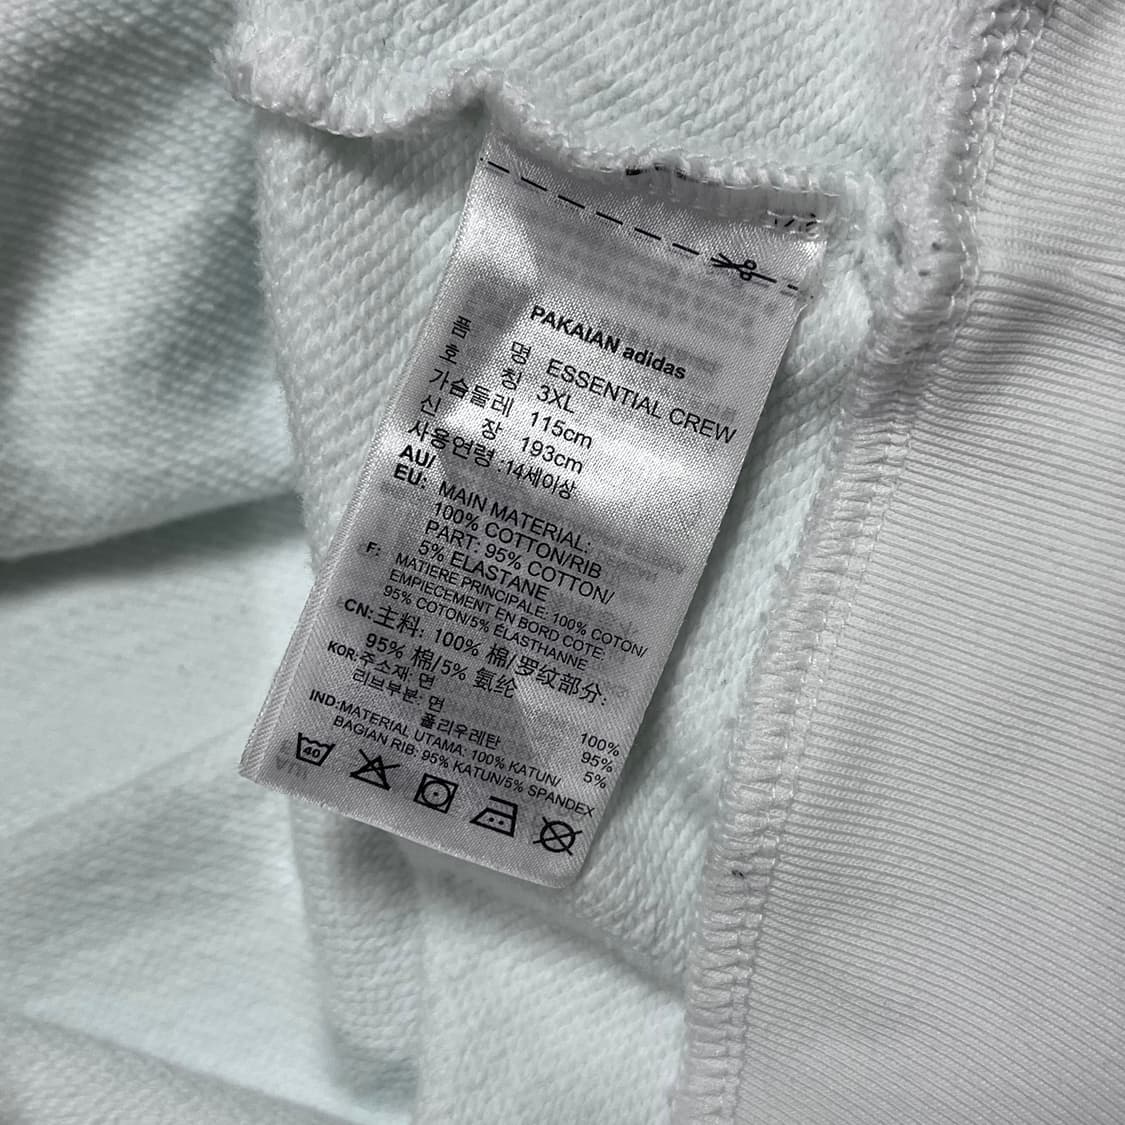 PAKAIAN adidas
품 명 ESSENTIAL CREW
호 칭 3XL
가슴둘레 115cm
신 장 193cm
사용연령 :14세이상
AU/
EU: MAIN MATERIAL:
100% COTTON/RIB
PART: 95% COTTON/
5% ELASTANE
F: MATIERE PRINCIPALE: 100% COTON/
EMPIECEMENT EN BORD COTE:
95% COTON/5% ÉLASTHANNE
CN: 主料: 100% 棉/罗纹部分:
95% 棉/5% 氨纶
KOR: 주소재: 면 100%
리브부분: 면 95%
폴리우레탄 5%
IND: MATERIAL UTAMA: 100% KATUN/
BAGIAN RIB: 95% KATUN/5% SPANDEX
40